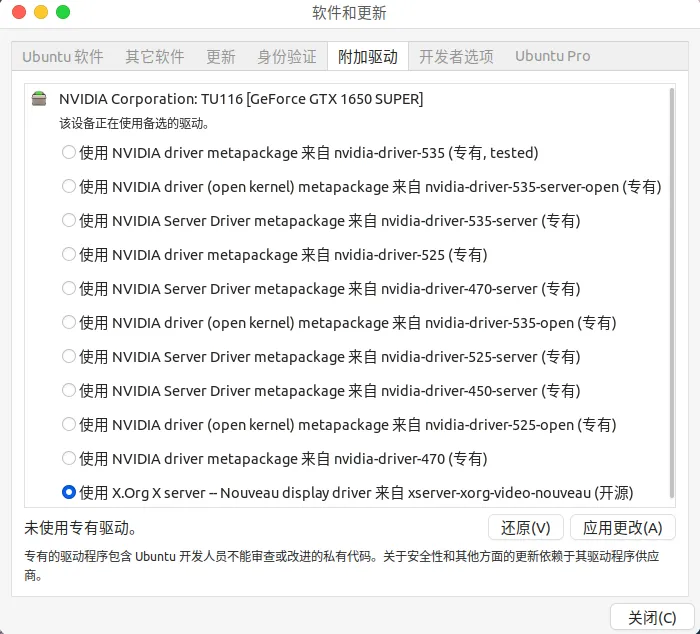 软件和更新
Ubuntu 软件 其它软件 更新 身份验证 附加驱动 开发者选项 Ubuntu Pro
NVIDIA Corporation: TU116 [GeForce GTX 1650 SUPER]
该设备正在使用备选的驱动。
使用 NVIDIA driver metapackage 来自 nvidia-driver-535 (专有, tested)
使用 NVIDIA driver (open kernel) metapackage 来自 nvidia-driver-535-server-open (专有)
使用 NVIDIA Server Driver metapackage 来自 nvidia-driver-535-server (专有)
使用 NVIDIA driver metapackage 来自 nvidia-driver-525 (专有)
使用 NVIDIA Server Driver metapackage 来自 nvidia-driver-470-server (专有)
使用 NVIDIA driver (open kernel) metapackage 来自 nvidia-driver-535-open (专有)
使用 NVIDIA Server Driver metapackage 来自 nvidia-driver-525-server (专有)
使用 NVIDIA Server Driver metapackage 来自 nvidia-driver-450-server (专有)
使用 NVIDIA driver (open kernel) metapackage 来自 nvidia-driver-525-open (专有)
使用 NVIDIA driver metapackage 来自 nvidia-driver-470 (专有)
使用 X.Org X server -- Nouveau display driver 来自 xserver-xorg-video-nouveau (开源)
未使用专有驱动。 还原(V) 应用更改(A)
专有的驱动程序包含 Ubuntu 开发人员不能审查或改进的私有代码。关于安全性和其他方面的更新依赖于其驱动程序供应
商。
关闭(C)